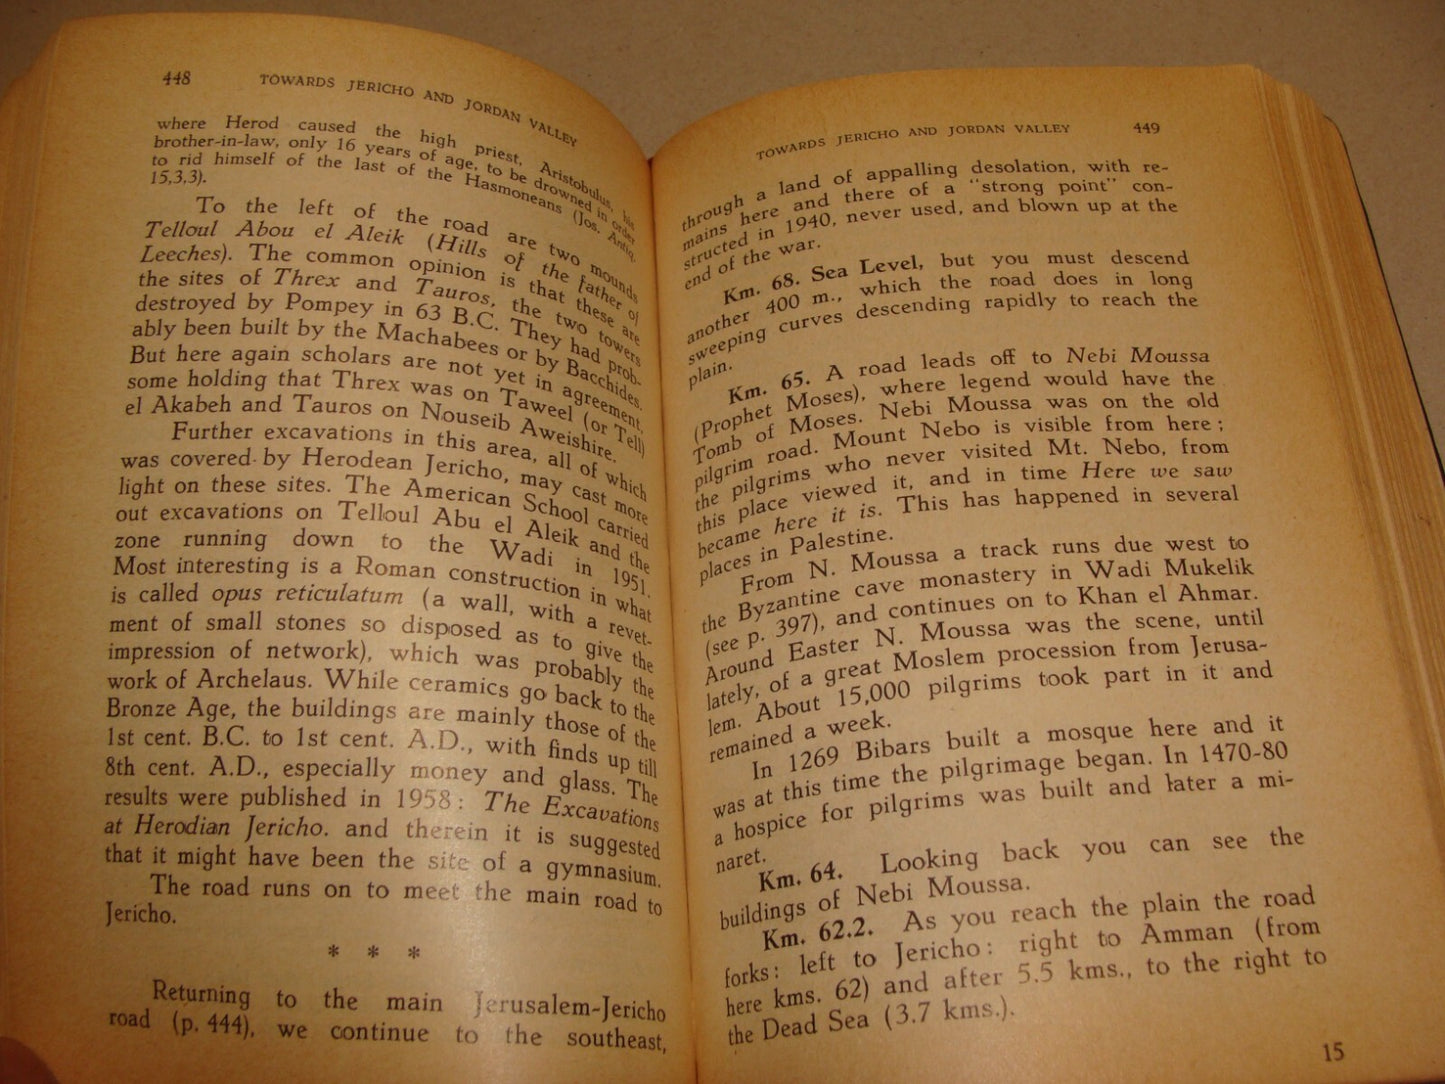 448 TOWARDS JERICHO AND JORDAN VALLEY
where Herod caused the high priest, Aristobulus, his
brother-in-law, only 16 years of age, to be drowned in order
to rid himself of the last of the Hasmoneans (Jos. Antiq.
15,3,3).
To the left of the road are two mounds
Telloul Abou el Aleik (Hills of the father of
Leeches). The common opinion is that these are
the sites of Threx and Tauros, the two towers
destroyed by Pompey in 63 B.C. They had prob-
ably been built by the Machabees or by Bacchides.
But here again scholars are not yet in agreement,
some holding that Threx was on Taweel (or Tell)
el Akabeh and Tauros on Nouseib Aweishire.
Further excavations in this area, all of which
was covered by Herodean Jericho, may cast more
light on these sites. The American School carried
out excavations on Telloul Abu el Aleik and the
zone running down to the Wadi in 1951.
Most interesting is a Roman construction in what
is called opus reticulatum (a wall, with a revet-
ment of small stones so disposed as to give the
impression of network), which was probably the
work of Archelaus. While ceramics go back to the
Bronze Age, the buildings are mainly those of the
1st cent. B.C. to 1st cent. A.D., with finds up till
8th cent. A.D., especially money and glass. The
results were published in 1958: The Excavations
at Herodian Jericho. and therein it is suggested
that it might have been the site of a gymnasium.
The road runs on to meet the main road to
Jericho.
* * *
Returning to the main Jerusalem-Jericho
road (p. 444), we continue to the southeast,
TOWARDS JERICHO AND JORDAN VALLEY 449
through a land of appalling desolation, with re-
mains here and there of a "strong point" con-
structed in 1940, never used, and blown up at the
end of the war.
Km. 68. Sea Level, but you must descend
another 400 m., which the road does in long
sweeping curves descending rapidly to reach the
plain.
Km. 65. A road leads off to Nebi Moussa
(Prophet Moses), where legend would have the
Tomb of Moses. Nebi Moussa was on the old
pilgrim road. Mount Nebo is visible from here;
the pilgrims who never visited Mt. Nebo, from
this place viewed it, and in time Here we saw
became here it is. This has happened in several
places in Palestine.
From N. Moussa a track runs due west to
the Byzantine cave monastery in Wadi Mukelik
(see p. 397), and continues on to Khan el Ahmar.
Around Easter N. Moussa was the scene, until
lately, of a great Moslem procession from Jerusa-
lem. About 15,000 pilgrims took part in it and
remained a week.
In 1269 Bibars built a mosque here and it
was at this time the pilgrimage began. In 1470-80
a hospice for pilgrims was built and later a mi-
naret.
Km. 64. Looking back you can see the
buildings of Nebi Moussa.
Km. 62.2. As you reach the plain the road
forks: left to Jericho: right to Amman (from
here kms. 62) and after 5.5 kms., to the right to
the Dead Sea (3.7 kms.).
15